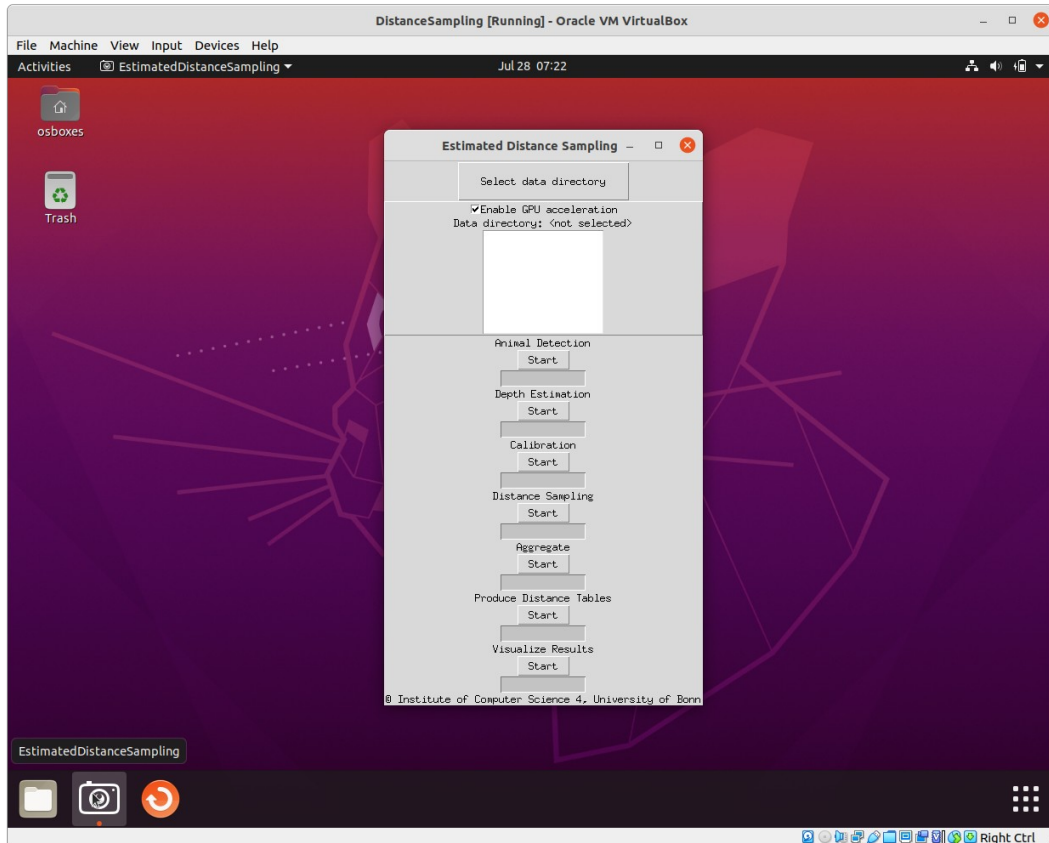 DistanceSampling [Running] - Oracle VM VirtualBox
File Machine View Input Devices Help
Activities EstimatedDistanceSampling Jul 28 07:22
osboxes
Trash
Estimated Distance Sampling
Select data directory
Enable GPU acceleration
Data directory: <not selected>
Animal Detection
Start
Depth Estimation
Start
Calibration
Start
Distance Sampling
Start
Aggregate
Start
Produce Distance Tables
Start
Visualize Results
Start
© Institute of Computer Science 4, University of Bonn
EstimatedDistanceSampling
Right Ctrl